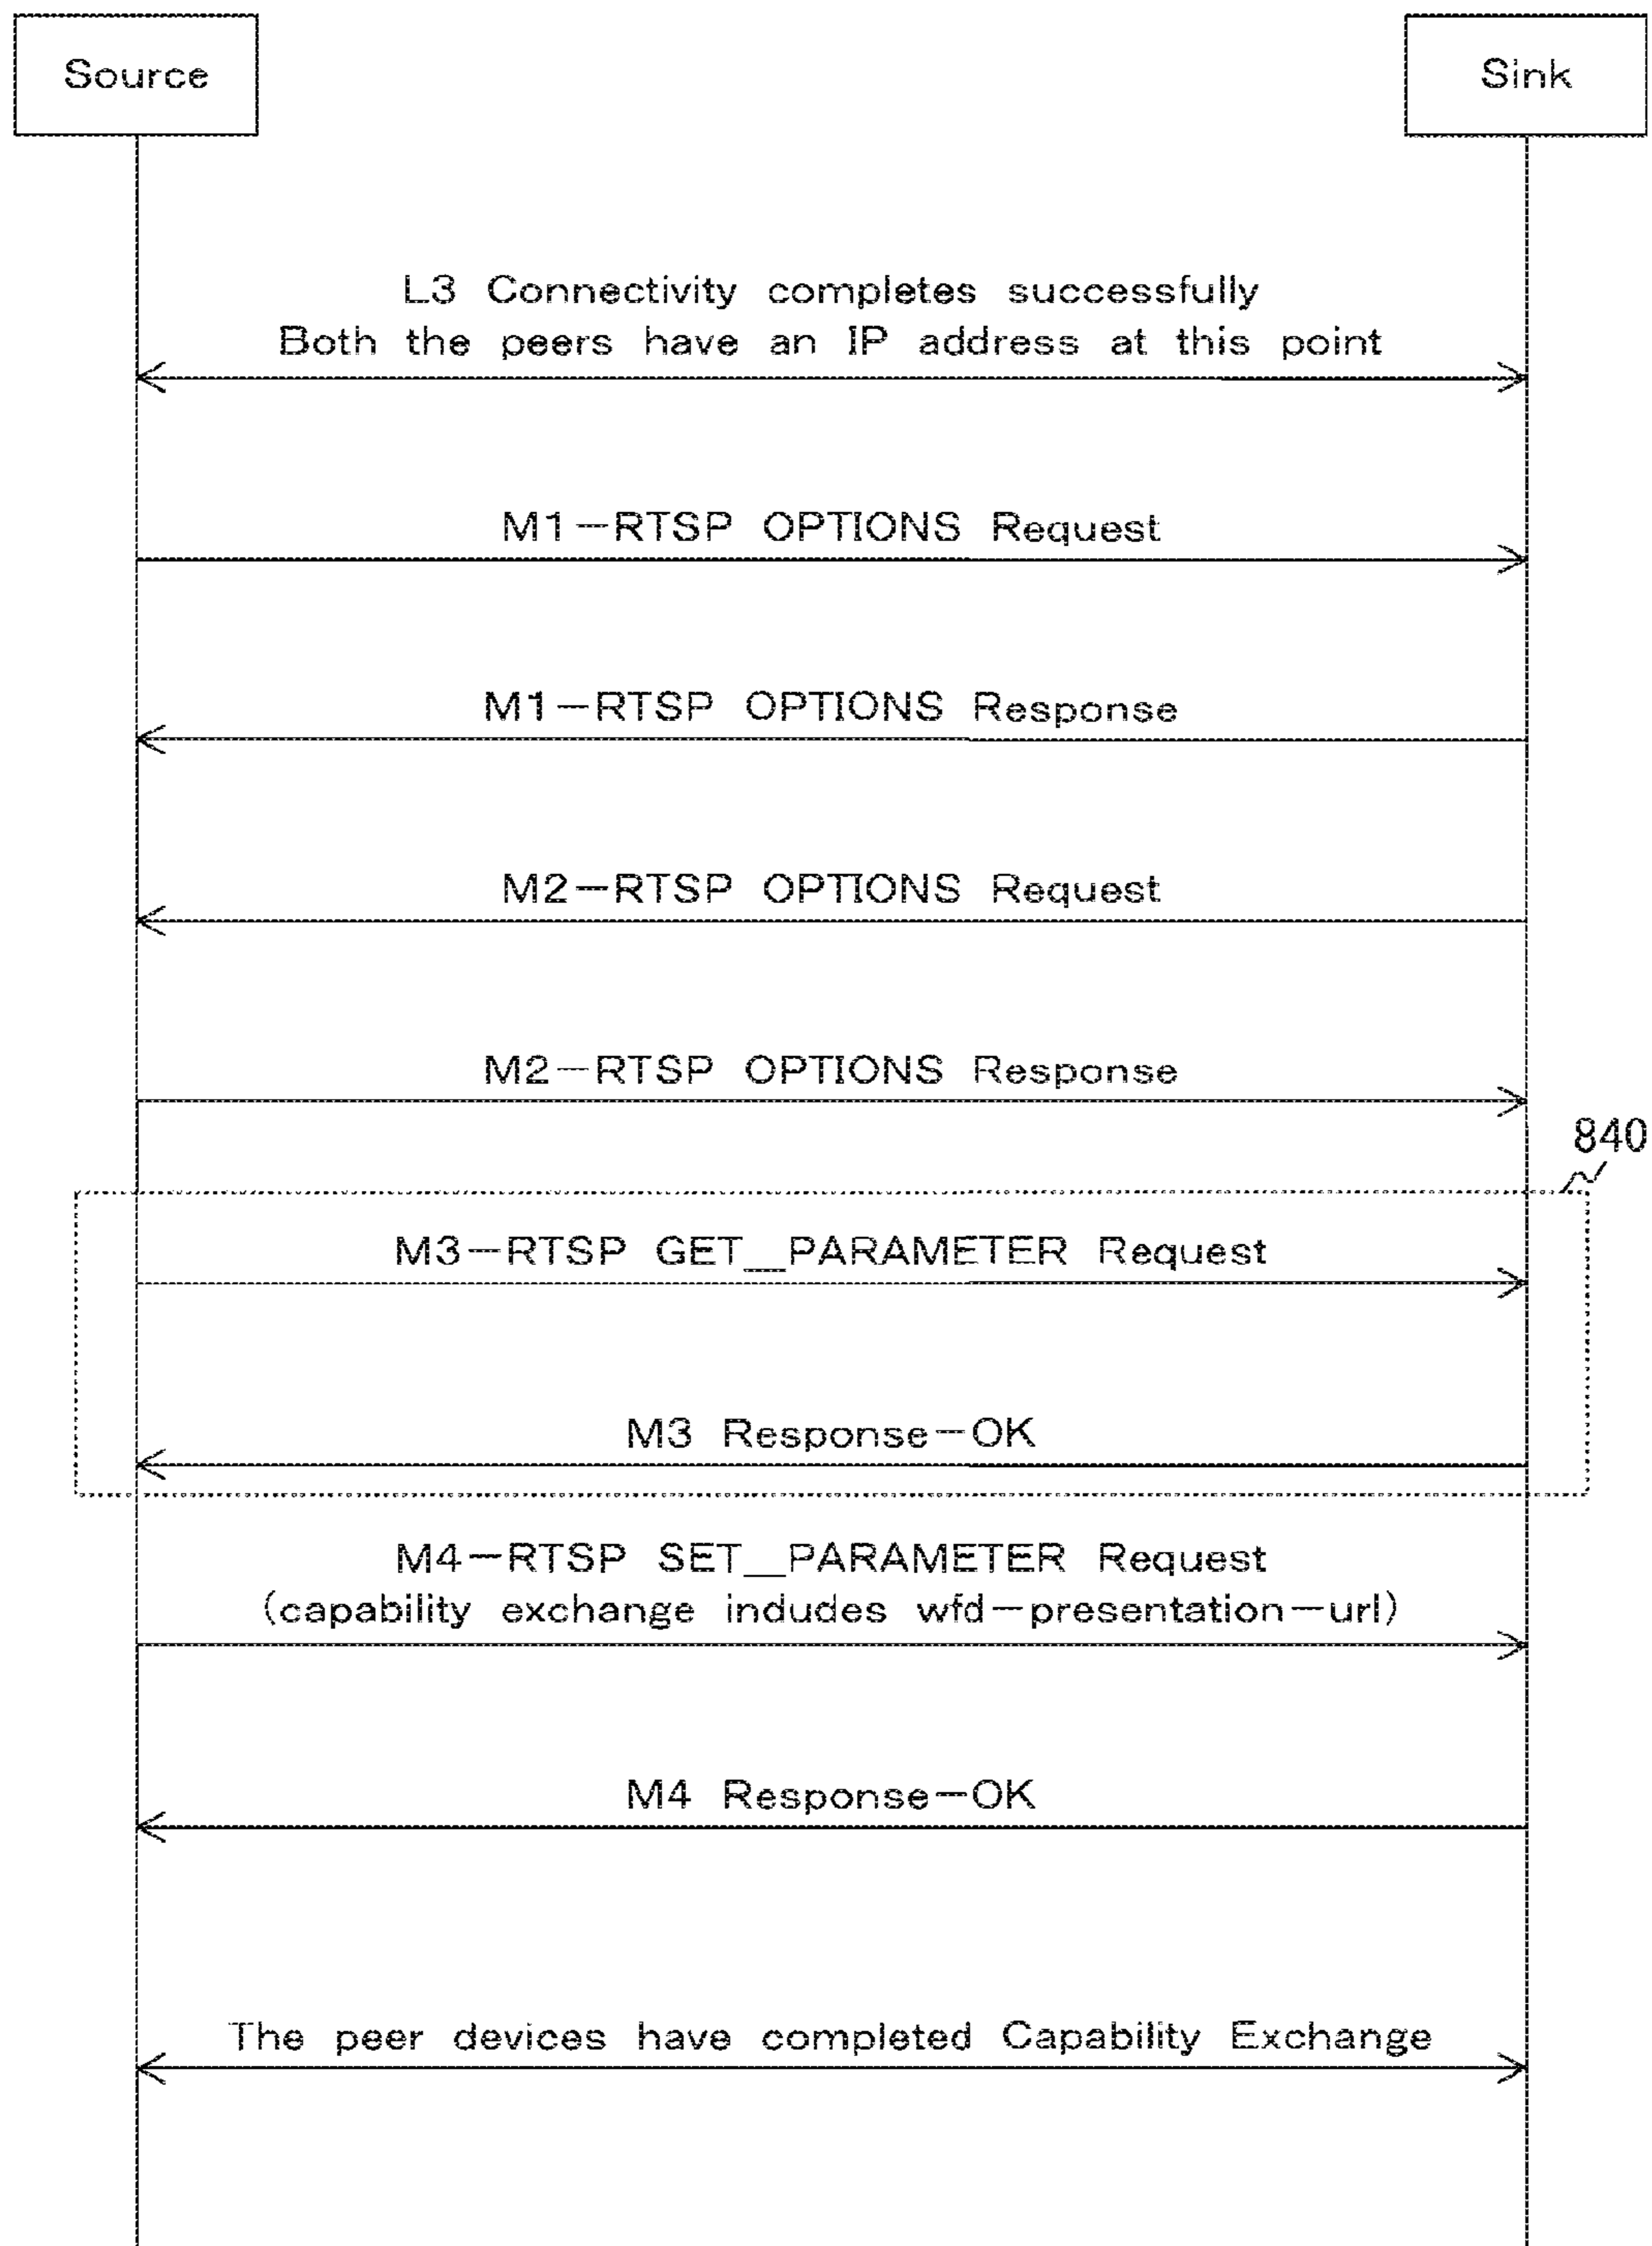 Source
Sink
L3 Connectivity completes successfully
Both the peers have an IP address at this point
M1-RTSP OPTIONS Request
M1-RTSP OPTIONS Response
M2-RTSP OPTIONS Request
M2-RTSP OPTIONS Response
840
M3-RTSP GET__PARAMETER Request
M3 Response-OK
M4-RTSP SET__PARAMETER Request
(capability exchange indudes wfd-presentation-url)
M4 Response-OK
The peer devices have completed Capability Exchange